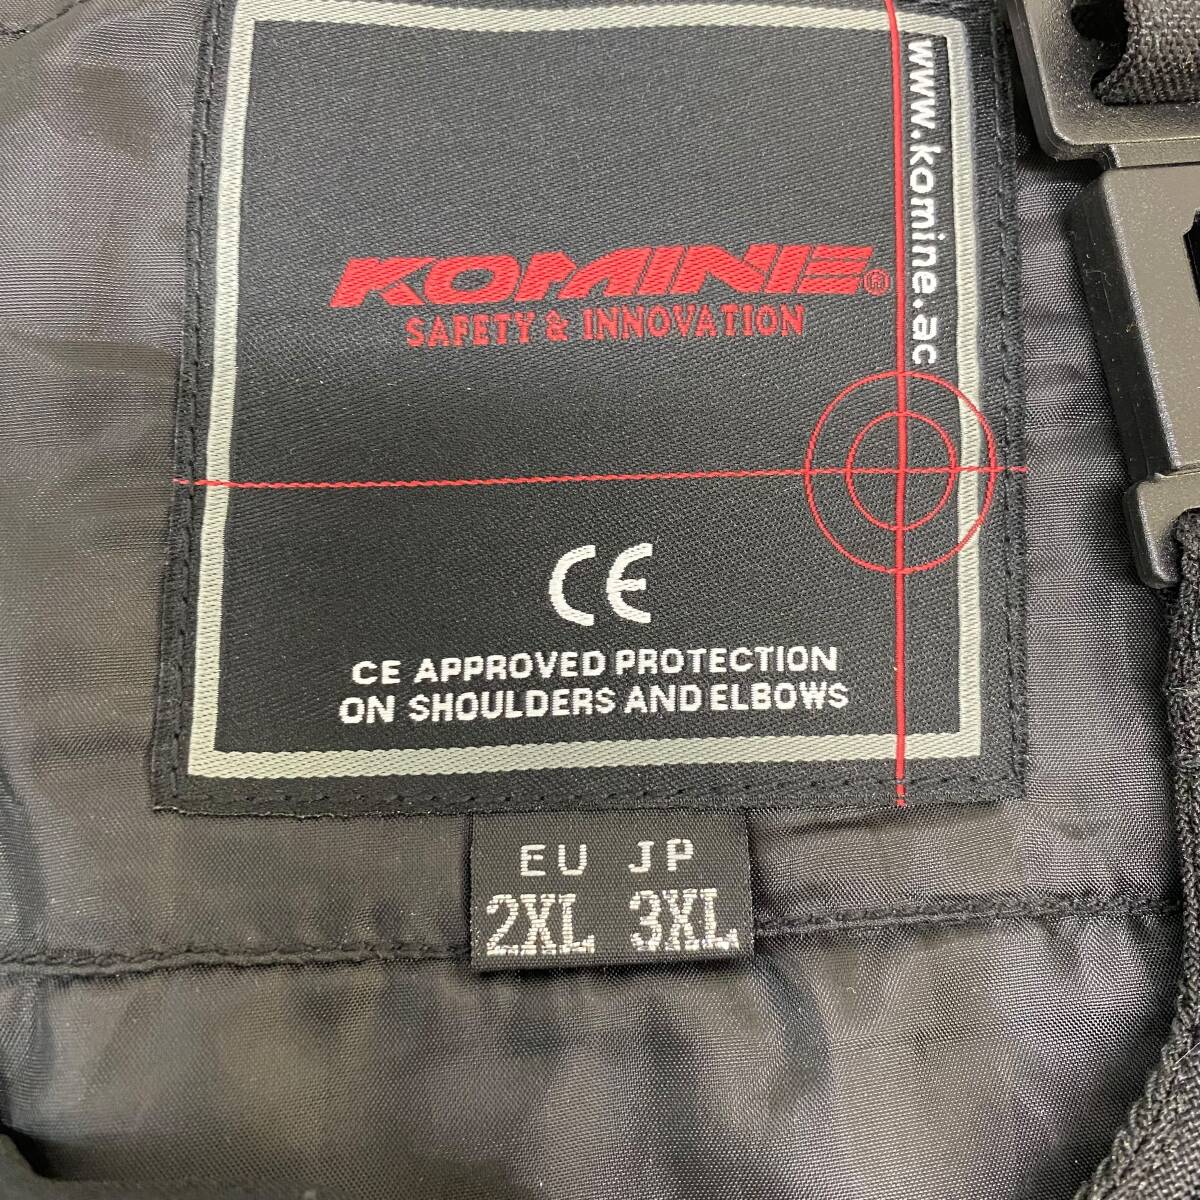 www.komine.ac
KOMINE®
SAFETY & INNOVATION
CE
CE APPROVED PROTECTION
ON SHOULDERS AND ELBOWS
EU JP
2XL 3XL